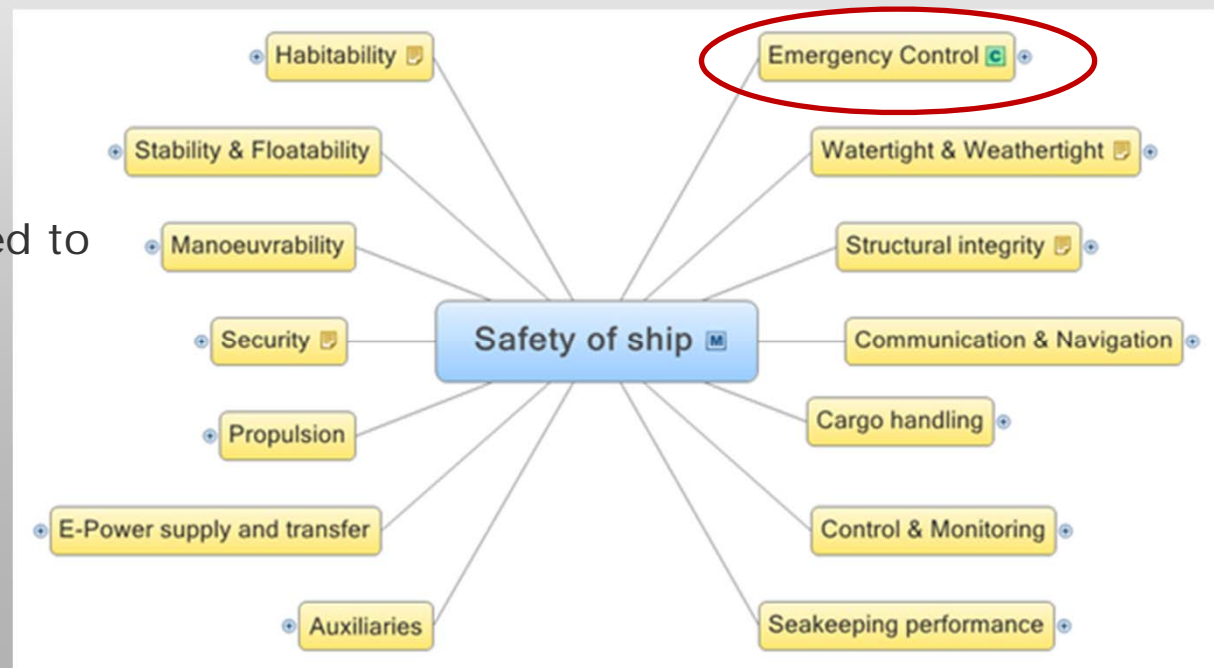 Habitability
Emergency Control C
Stability & Floatability
Watertight & Weathertight
ed to
Manoeuvrability
Structural integrity
Security
Safety of ship M
Communication & Navigation
Propulsion
Cargo handling
E-Power supply and transfer
Control & Monitoring
Auxiliaries
Seakeeping performance